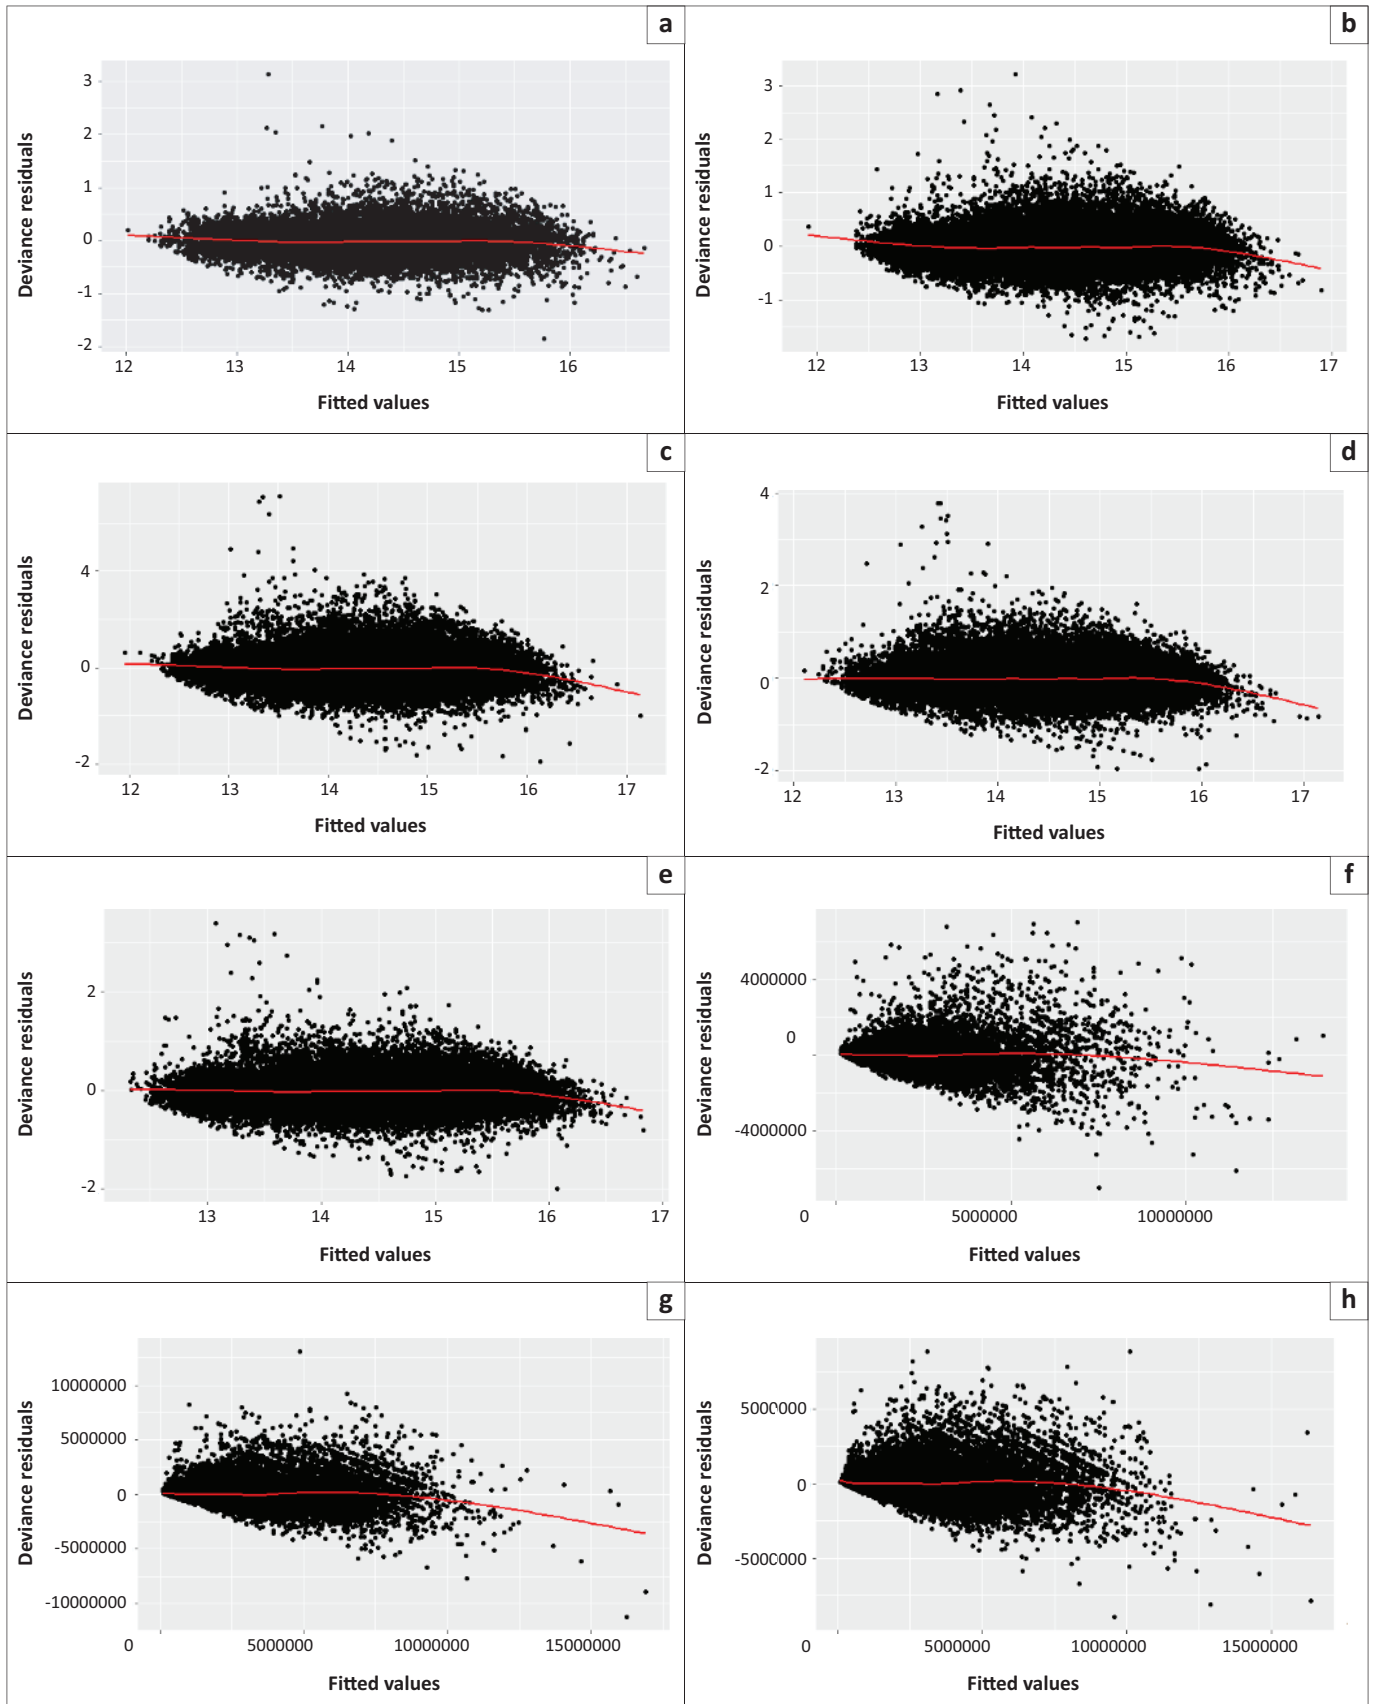 a
Deviance residuals
3
2
1
0
-1
-2
12 13 14 15 16
Fitted values
b
Deviance residuals
3
1
0
-1
12 13 14 15 16 17
Fitted values
c
Deviance residuals
4
0
-2
12 13 14 15 16 17
Fitted values
d
Deviance residuals
4
2
0
-2
12 13 14 15 16 17
Fitted values
e
Deviance residuals
2
0
-2
13 14 15 16 17
Fitted values
f
Deviance residuals
4000000
0
-4000000
0 5000000 10000000
Fitted values
g
Deviance residuals
10000000
5000000
0
-5000000
-10000000
0 5000000 10000000 15000000
Fitted values
h
Deviance residuals
5000000
0
-5000000
0 5000000 10000000 15000000
Fitted values